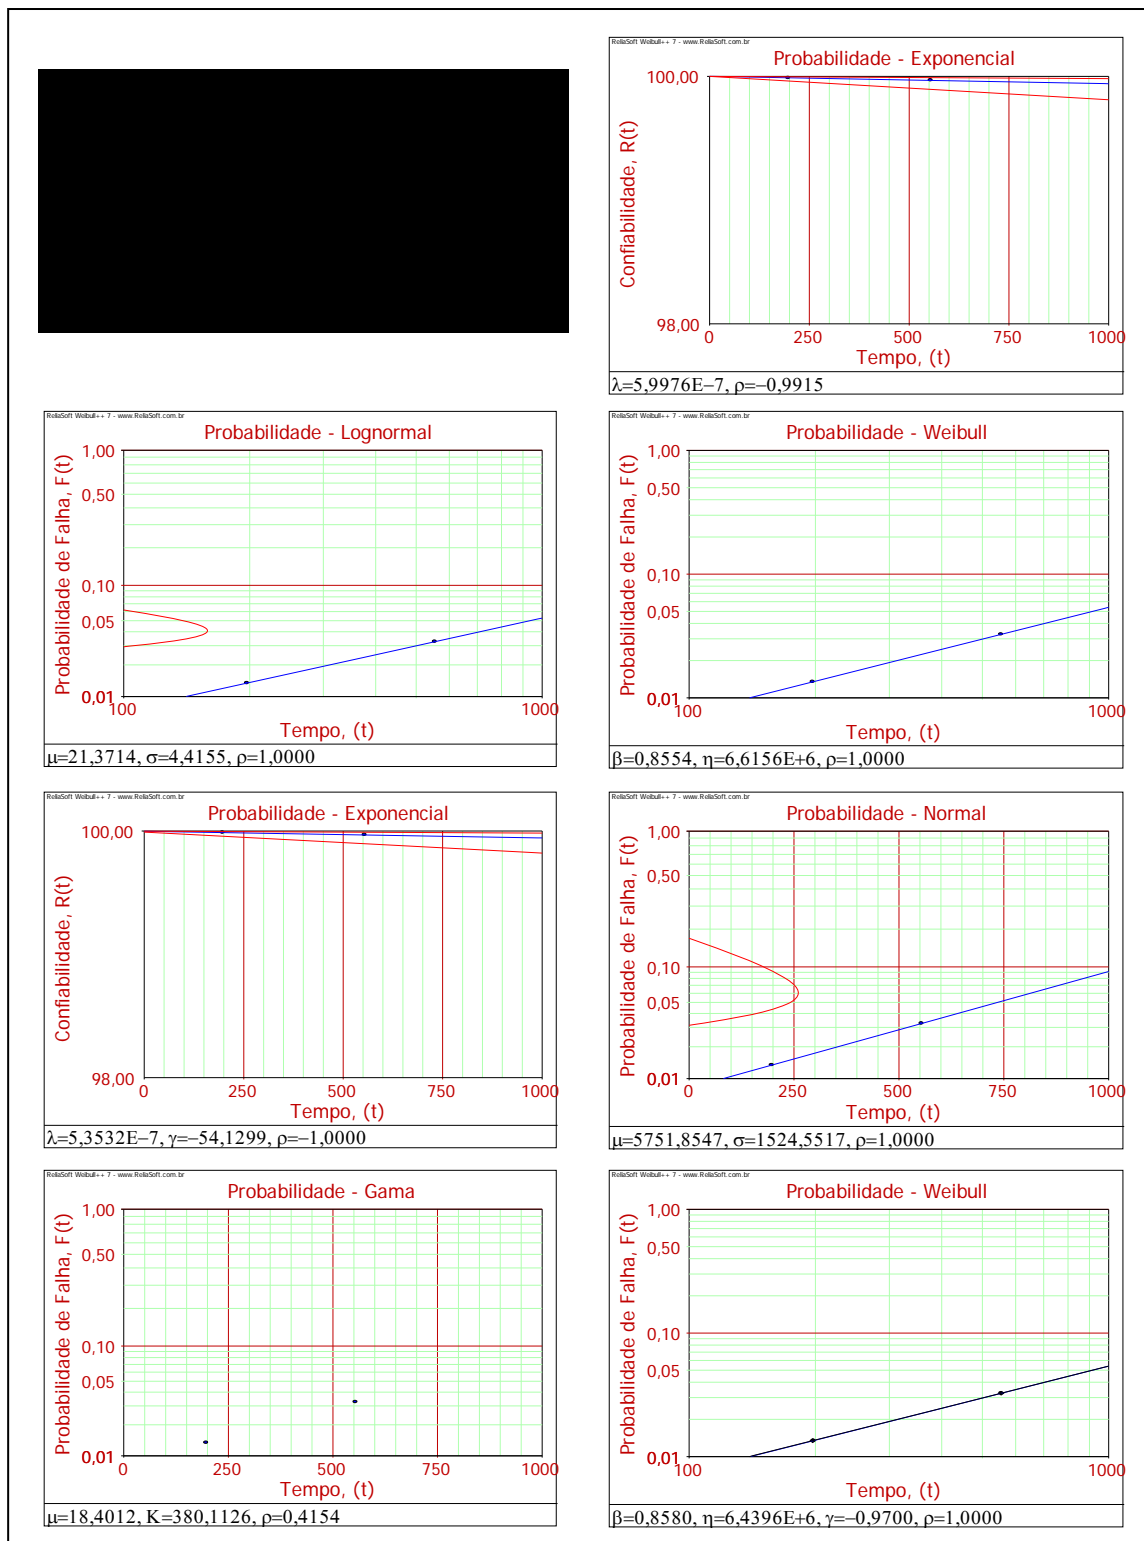 ReliaSoft Weibull++ 7 - www.ReliaSoft.com.br
Probabilidade - Exponencial
Confiabilidade, R(t)
100,00
98,00
0 250 500 750 1000
Tempo, (t)
λ=5,9976E−7, ρ=−0,9915
ReliaSoft Weibull++ 7 - www.ReliaSoft.com.br
Probabilidade - Lognormal
Probabilidade de Falha, F(t)
1,00
0,50
0,10
0,05
0,01
100 1000
Tempo, (t)
μ=21,3714, σ=4,4155, ρ=1,0000
ReliaSoft Weibull++ 7 - www.ReliaSoft.com.br
Probabilidade - Weibull
Probabilidade de Falha, F(t)
1,00
0,50
0,10
0,05
0,01
100 1000
Tempo, (t)
β=0,8554, η=6,6156E+6, ρ=1,0000
ReliaSoft Weibull++ 7 - www.ReliaSoft.com.br
Probabilidade - Exponencial
Confiabilidade, R(t)
100,00
98,00
0 250 500 750 1000
Tempo, (t)
λ=5,3532E−7, γ=−54,1299, ρ=−1,0000
ReliaSoft Weibull++ 7 - www.ReliaSoft.com.br
Probabilidade - Normal
Probabilidade de Falha, F(t)
1,00
0,50
0,10
0,05
0,01
0 250 500 750 1000
Tempo, (t)
μ=5751,8547, σ=1524,5517, ρ=1,0000
ReliaSoft Weibull++ 7 - www.ReliaSoft.com.br
Probabilidade - Gama
Probabilidade de Falha, F(t)
1,00
0,50
0,10
0,05
0,01
0 250 500 750 1000
Tempo, (t)
μ=18,4012, K=380,1126, ρ=0,4154
ReliaSoft Weibull++ 7 - www.ReliaSoft.com.br
Probabilidade - Weibull
Probabilidade de Falha, F(t)
1,00
0,50
0,10
0,05
0,01
100 1000
Tempo, (t)
β=0,8580, η=6,4396E+6, γ=−0,9700, ρ=1,0000